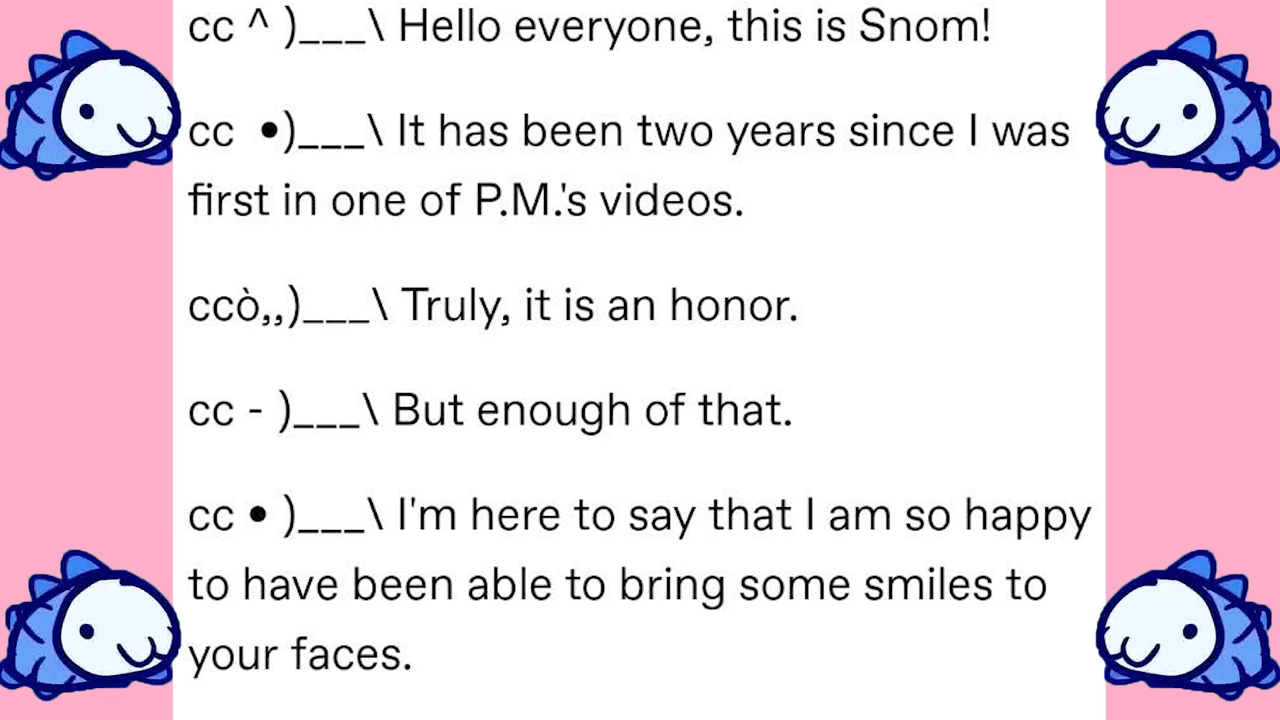 cc ^ )___\ Hello everyone, this is Snom!
cc •)___\ It has been two years since I was
first in one of P.M.'s videos.
ccò,,)___\ Truly, it is an honor.
cc - )___\ But enough of that.
cc • )___\ I'm here to say that I am so happy
to have been able to bring some smiles to
your faces.